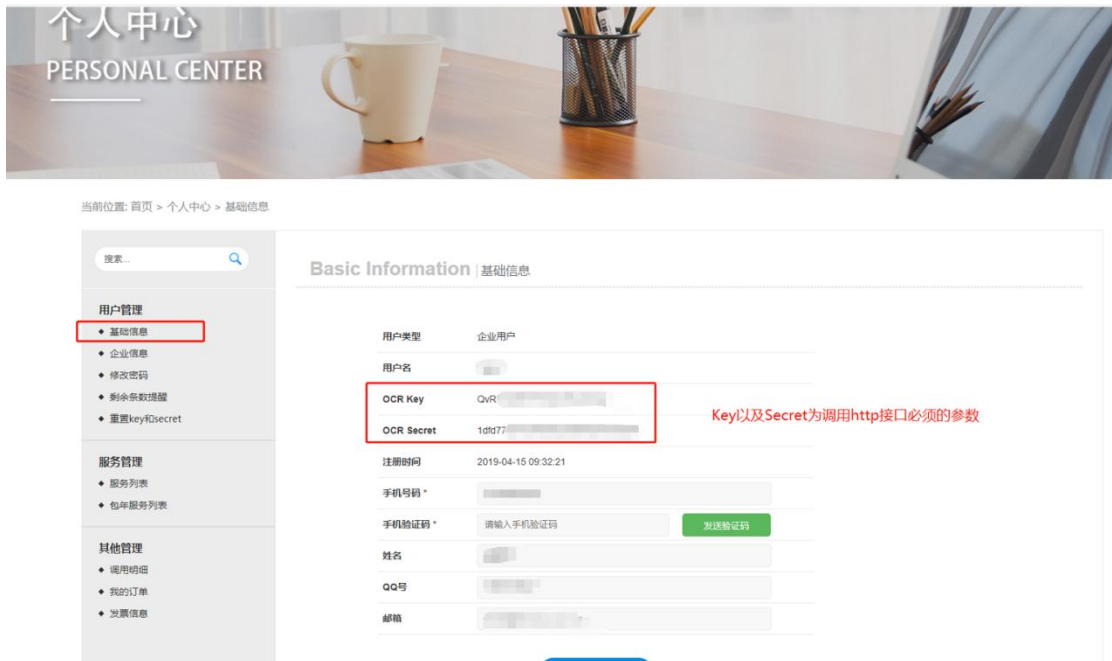 个人中心
PERSONAL CENTER
当前位置: 首页 > 个人中心 > 基础信息
搜索...
Basic Information | 基础信息
用户管理
基础信息
企业信息
修改密码
剩余条数提醒
重置key和secret
服务管理
服务列表
包年服务列表
其他管理
调用明细
我的订单
发票信息
用户类型 企业用户
用户名
OCR Key QvR
OCR Secret 1dfd77
Key以及Secret为调用http接口必须的参数
注册时间 2019-04-15 09:32:21
手机号码 *
手机验证码 * 请输入手机验证码 发送验证码
姓名
QQ号
邮箱